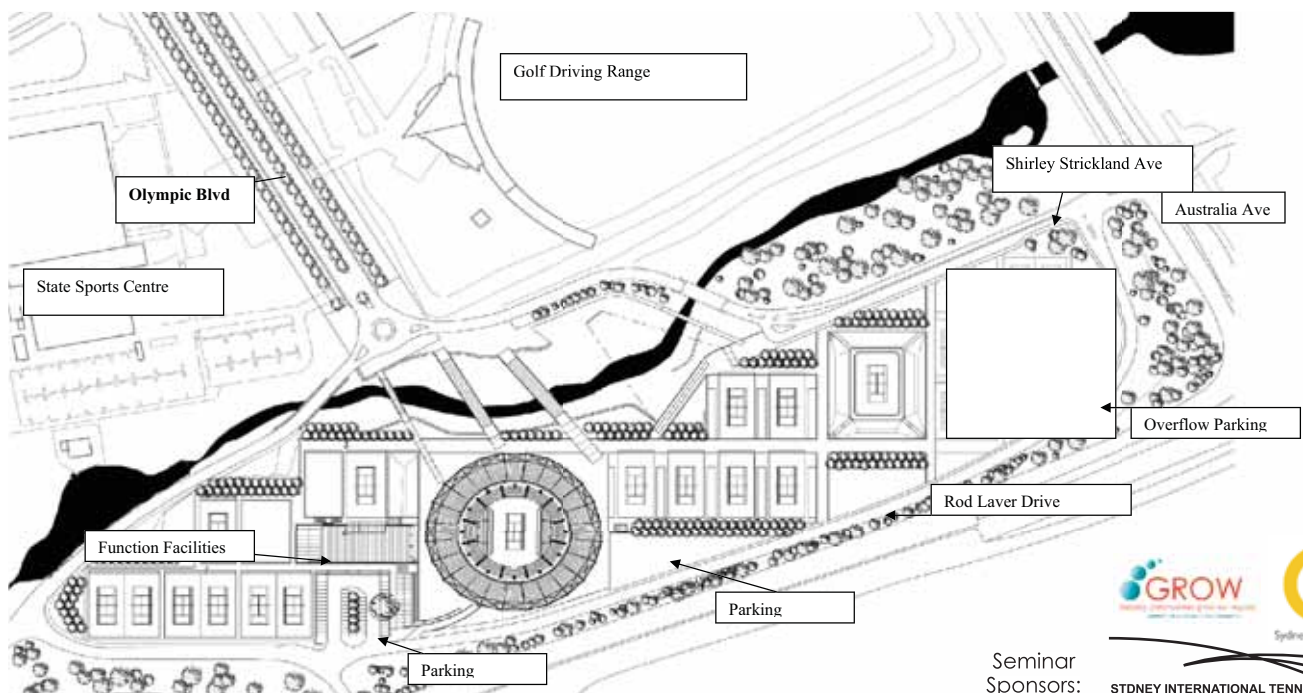 Golf Driving Range
Shirley Strickland Ave
Olympic Blvd
Australia Ave
State Sports Centre
Overflow Parking
Rod Laver Drive
Function Facilities
GROW
Parking
Sydne
Parking
Seminar
Sponsors:
STDNEY INTERNATIONAL TENN